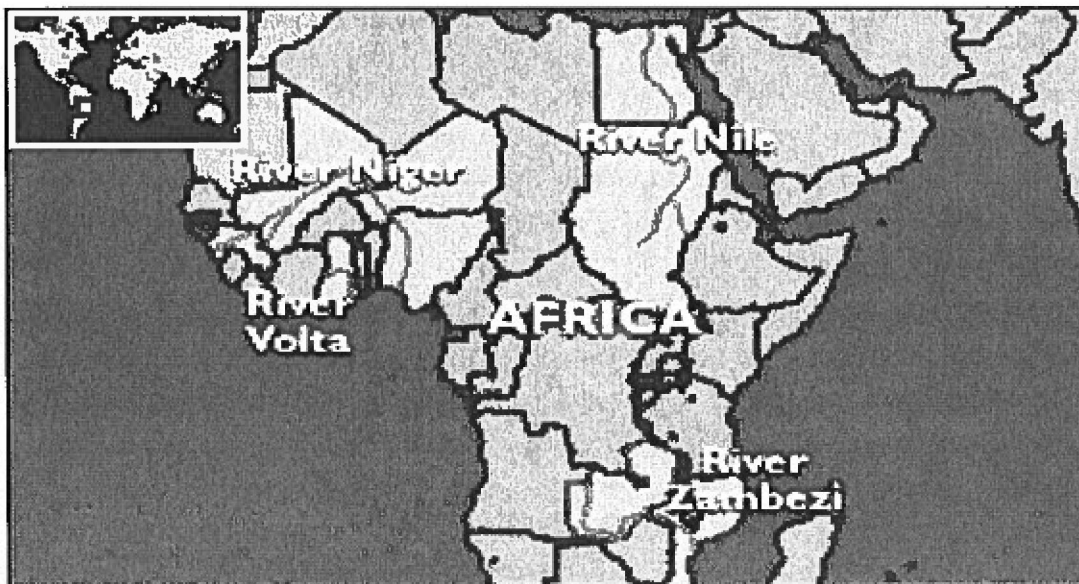 River Nile
River Niger
River
Volta
AFRICA
River
Zambezi